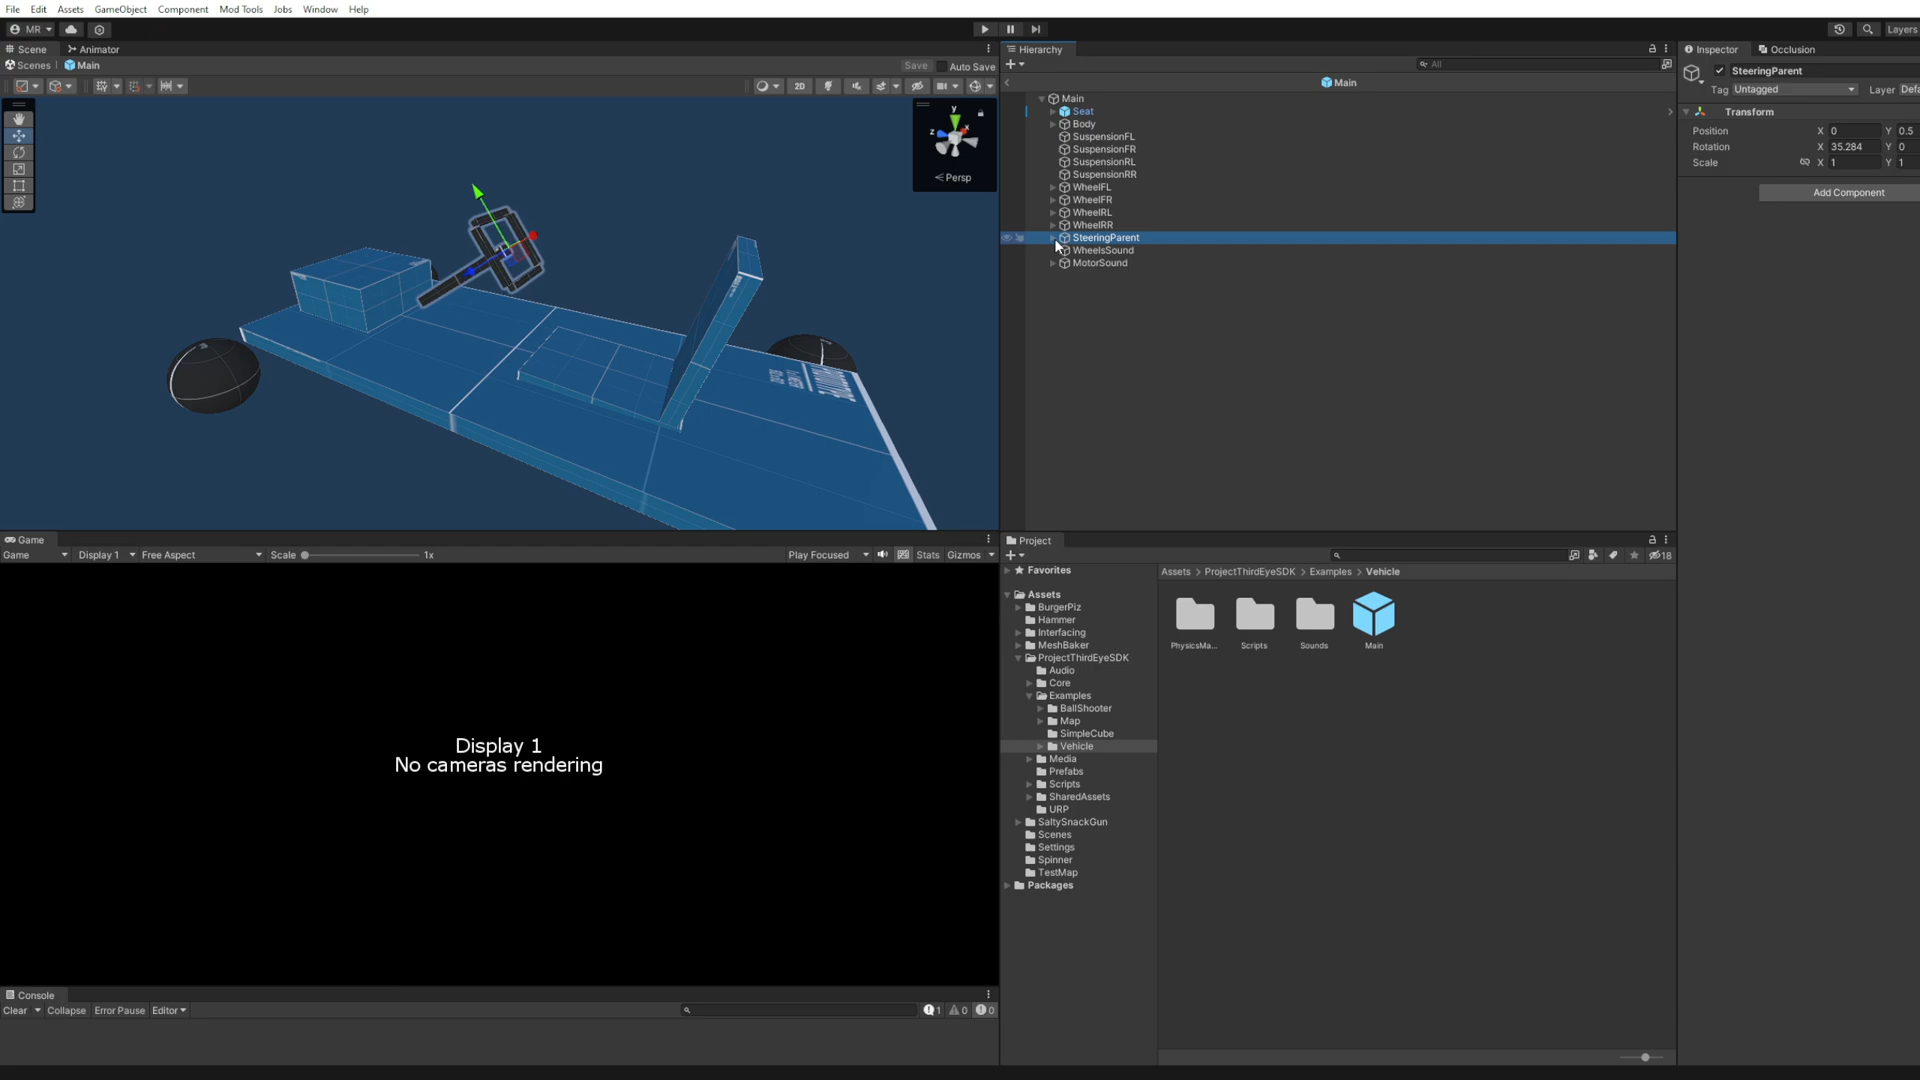 File Edit Assets GameObject Component Mod Tools Jobs Window Help
MR
Layers
Scene Animator
Hierarchy
Inspector Occlusion
Scenes Main
Save Auto Save
All
SteeringParent
2D
Main
Tag Untagged Layer Defa
Main
Seat
Transform
Body
y
z x
Position X 0 Y 0.5
SuspensionFL
Rotation X 35.284 Y 0
SuspensionFR
Scale X 1 Y 1
SuspensionRL
SuspensionRR
Persp
WheelFL
Add Component
WheelFR
WheelRL
WheelRR
SteeringParent
WheelsSound
MotorSound
Game
Project
Game Display 1 Free Aspect Scale 1x Play Focused Stats Gizmos
18
Favorites
Assets > ProjectThirdEyeSDK > Examples > Vehicle
Assets
BurgerPiz
Hammer
Interfacing
MeshBaker
PhysicsMa... Scripts Sounds Main
ProjectThirdEyeSDK
Audio
Core
Examples
BallShooter
Map
SimpleCube
Vehicle
Media
Prefabs
Scripts
SharedAssets
URP
SaltySnackGun
Scenes
Settings
Spinner
TestMap
Packages
Display 1
No cameras rendering
Console
Clear Collapse Error Pause Editor
1 0 0